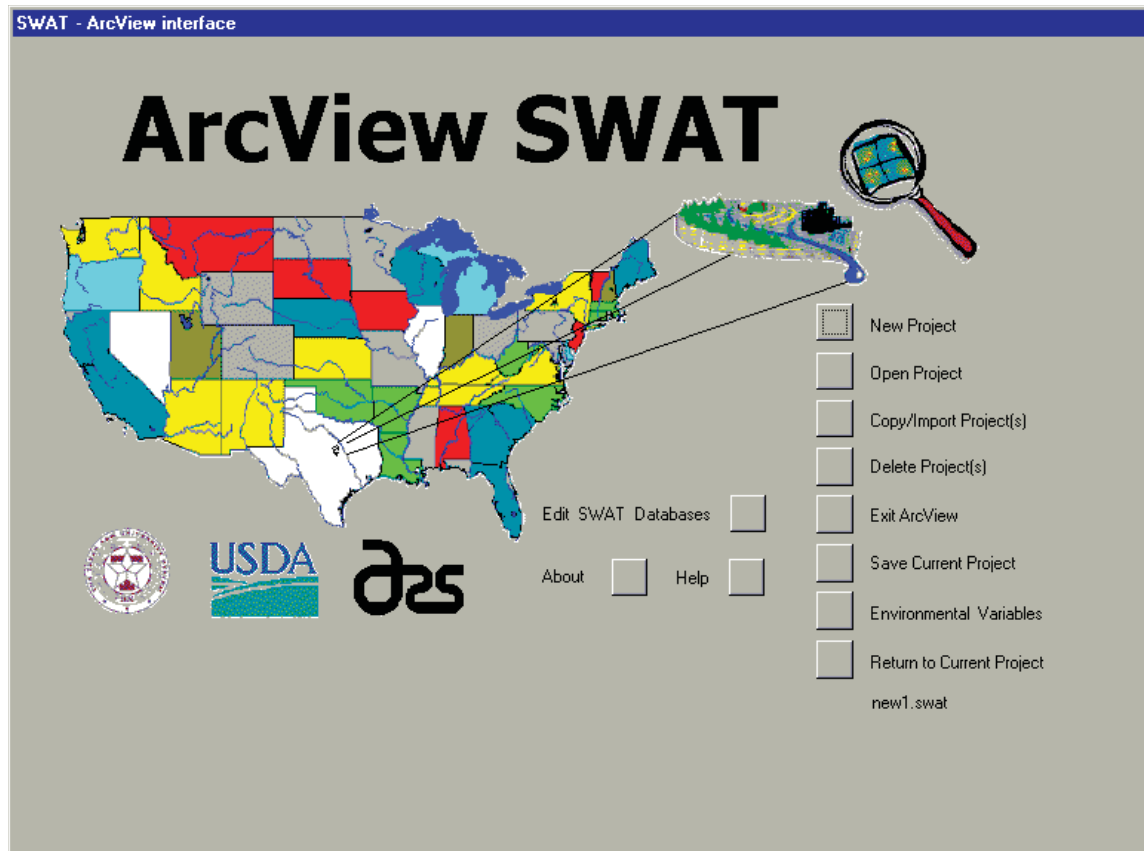 SWAT - ArcView interface
ArcView SWAT
New Project
Open Project
Copy/Import Project(s)
Delete Project(s)
Edit SWAT Databases
Exit ArcView
Save Current Project
About
Help
USDA
ars
Environmental Variables
Return to Current Project
new1.swat